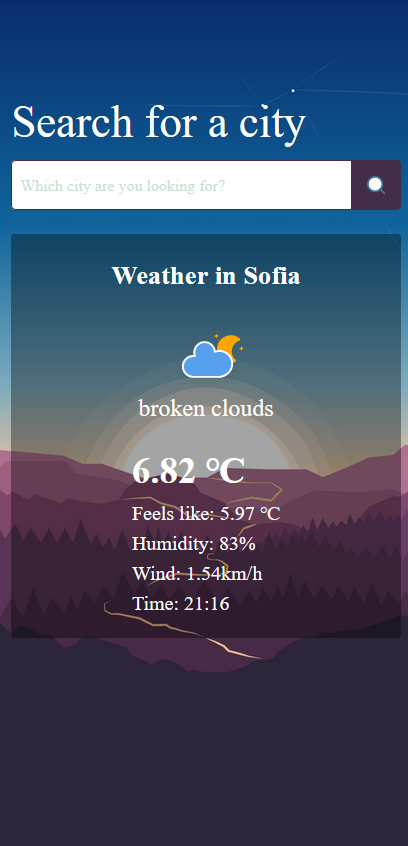 Search for a city
Which city are you looking for?
Weather in Sofia
broken clouds
6.82 °C
Feels like: 5.97 °C
Humidity: 83%
Wind: 1.54km/h
Time: 21:16